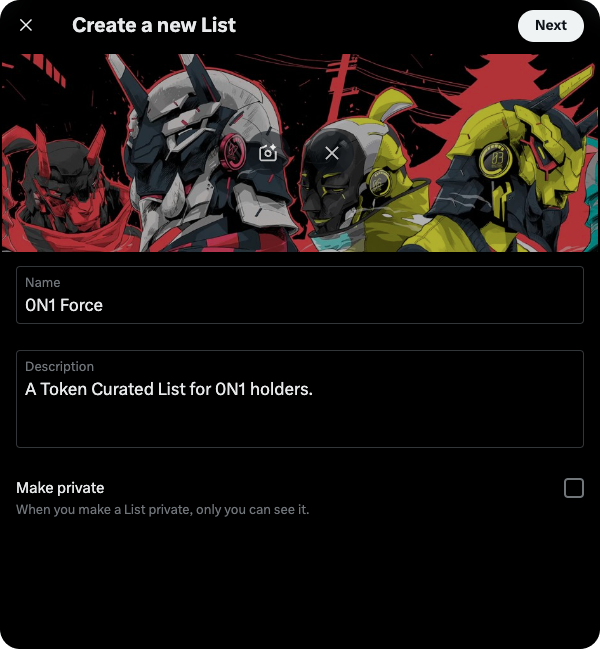 Create a new List
Next
Name
0N1 Force
Description
A Token Curated List for 0N1 holders.
Make private
When you make a List private, only you can see it.